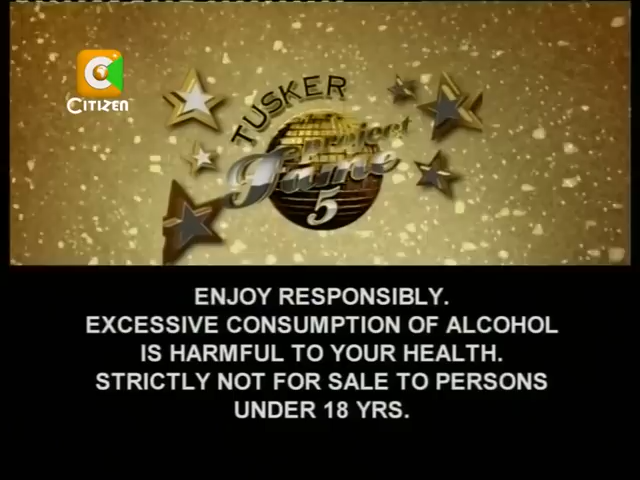 CITIZEN
TUSKER
project
Fame
5
ENJOY RESPONSIBLY.
EXCESSIVE CONSUMPTION OF ALCOHOL
IS HARMFUL TO YOUR HEALTH.
STRICTLY NOT FOR SALE TO PERSONS
UNDER 18 YRS.